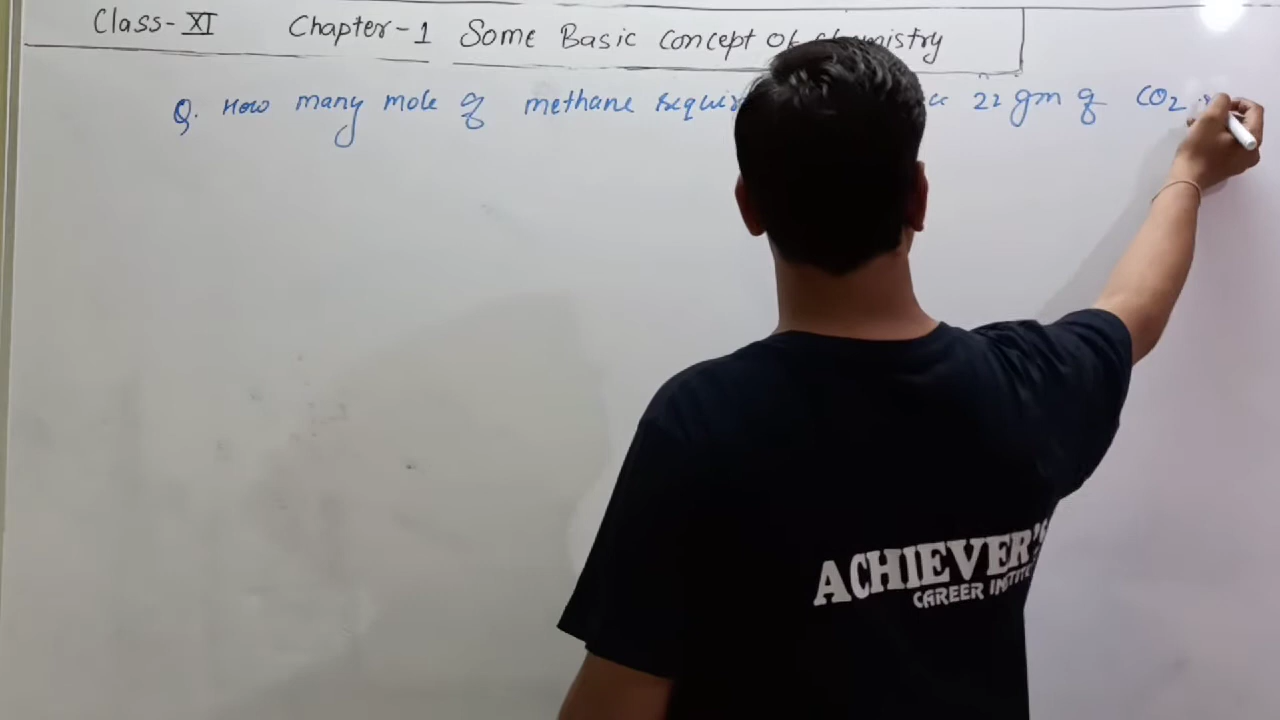 Class-XI Chapter-1 Some Basic Concept of Chemistry
Q. How many mole of methane 22 gm of CO2
ACHIEVER'S
CAREER